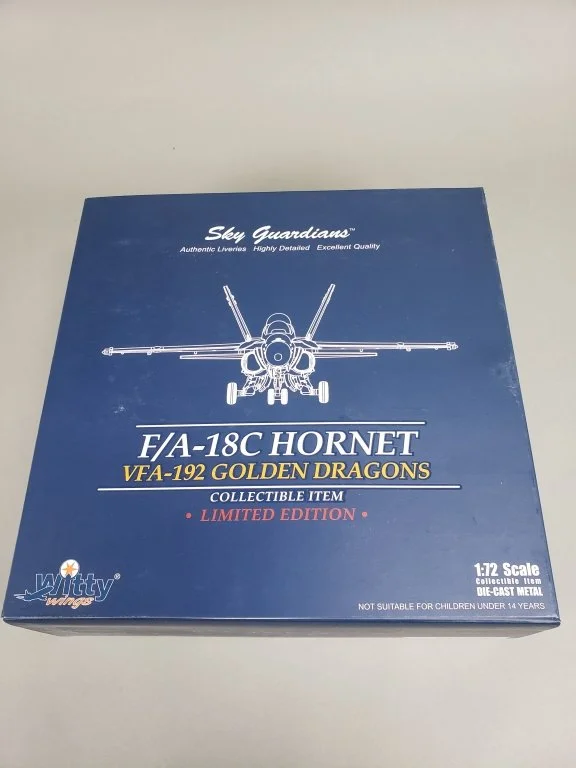 Sky Guardians™
Authentic Liveries Highly Detailed Excellent Quality
F/A-18C HORNET
VFA-192 GOLDEN DRAGONS
COLLECTIBLE ITEM
• LIMITED EDITION •
Witty®
wings
1:72 Scale
Collectible Item
DIE-CAST METAL
NOT SUITABLE FOR CHILDREN UNDER 14 YEARS